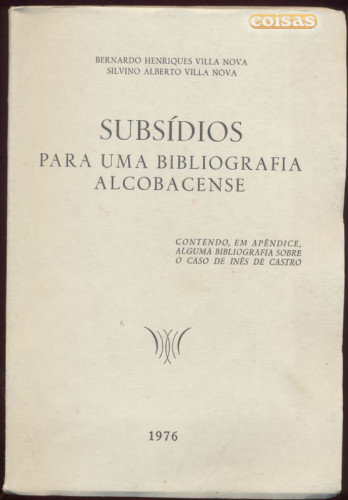 coisas
BERNARDO HENRIQUES VILLA NOVA
SILVINO ALBERTO VILLA NOVA
SUBSÍDIOS
PARA UMA BIBLIOGRAFIA
ALCOBACENSE
CONTENDO, EM APÊNDICE,
ALGUMA BIBLIOGRAFIA SOBRE
O CASO DE INÊS DE CASTRO
1976